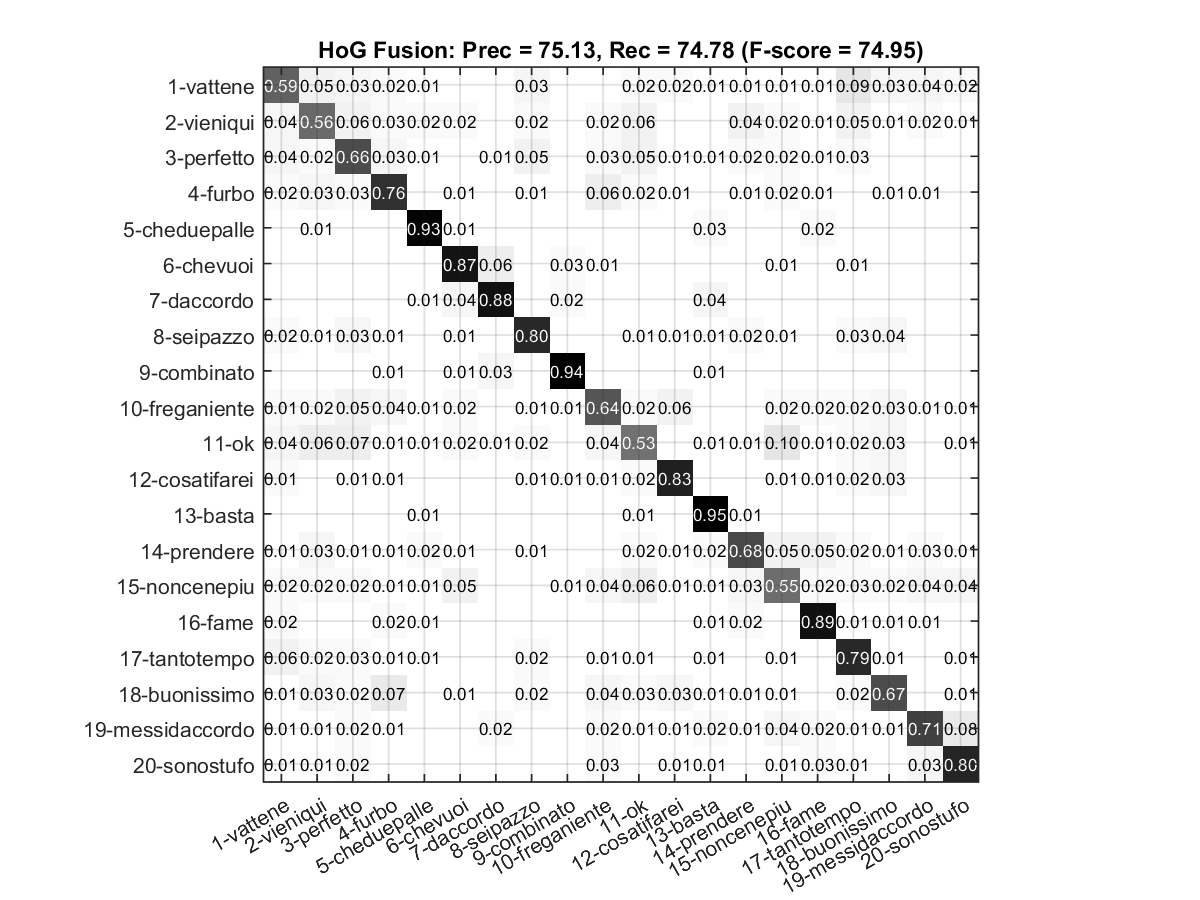 HoG Fusion: Prec = 75.13, Rec = 74.78 (F-score = 74.95)
1-vattene 0.59 0.05 0.03 0.02 0.01 0.03 0.02 0.02 0.01 0.01 0.01 0.01 0.09 0.03 0.04 0.02
2-vieniqui 0.04 0.56 0.06 0.03 0.02 0.02 0.02 0.02 0.06 0.04 0.02 0.01 0.05 0.01 0.02 0.01
3-perfetto 0.04 0.02 0.66 0.03 0.01 0.01 0.05 0.03 0.05 0.01 0.01 0.02 0.02 0.01 0.03
4-furbo 0.02 0.03 0.03 0.76 0.01 0.01 0.06 0.02 0.01 0.01 0.02 0.01 0.01 0.01
5-cheduepalle 0.01 0.93 0.01 0.03 0.02
6-chevuoi 0.87 0.06 0.03 0.01 0.01 0.01
7-daccordo 0.01 0.04 0.88 0.02 0.04
8-seipazzo 0.02 0.01 0.03 0.01 0.01 0.80 0.01 0.01 0.01 0.02 0.01 0.03 0.04
9-combinato 0.01 0.01 0.03 0.94 0.01
10-freganiente 0.01 0.02 0.05 0.04 0.01 0.02 0.01 0.01 0.64 0.02 0.06 0.02 0.02 0.02 0.03 0.01 0.01
11-ok 0.04 0.06 0.07 0.01 0.01 0.02 0.01 0.02 0.04 0.53 0.01 0.01 0.10 0.01 0.02 0.03 0.01
12-cosatifarei 0.01 0.01 0.01 0.01 0.01 0.01 0.02 0.83 0.01 0.01 0.02 0.03
13-basta 0.01 0.01 0.95 0.01
14-prendere 0.01 0.03 0.01 0.01 0.02 0.01 0.01 0.02 0.01 0.02 0.68 0.05 0.05 0.02 0.01 0.03 0.01
15-noncenepiu 0.02 0.02 0.02 0.01 0.01 0.05 0.01 0.04 0.06 0.01 0.01 0.03 0.55 0.02 0.03 0.02 0.04 0.04
16-fame 0.02 0.02 0.01 0.01 0.02 0.89 0.01 0.01 0.01
17-tantotempo 0.06 0.02 0.03 0.01 0.01 0.02 0.01 0.01 0.01 0.01 0.79 0.01 0.01
18-buonissimo 0.01 0.03 0.02 0.07 0.01 0.02 0.04 0.03 0.03 0.01 0.01 0.01 0.02 0.67 0.01
19-messidaccordo 0.01 0.01 0.02 0.01 0.02 0.02 0.01 0.01 0.02 0.01 0.04 0.02 0.01 0.01 0.71 0.08
20-sonostufo 0.01 0.01 0.02 0.03 0.01 0.01 0.01 0.03 0.01 0.03 0.80
1-vattene
2-vieniqui
3-perfetto
4-furbo
5-cheduepalle
6-chevuoi
7-daccordo
8-seipazzo
9-combinato
10-freganiente
11-ok
12-cosatifarei
13-basta
14-prendere
15-noncenepiu
16-fame
17-tantotempo
18-buonissimo
19-messidaccordo
20-sonostufo